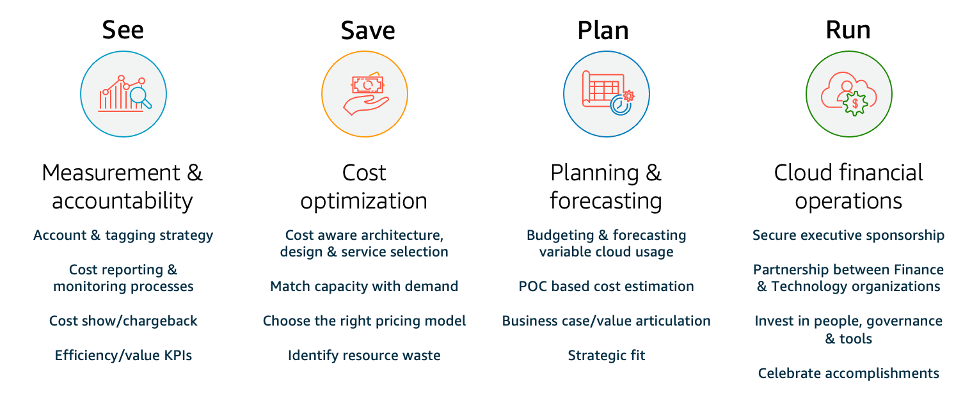 See
Measurement &
accountability
Account & tagging strategy
Cost reporting &
monitoring processes
Cost show/chargeback
Efficiency/value KPIs
Save
Cost
optimization
Cost aware architecture,
design & service selection
Match capacity with demand
Choose the right pricing model
Identify resource waste
Plan
Planning &
forecasting
Budgeting & forecasting
variable cloud usage
POC based cost estimation
Business case/value articulation
Strategic fit
Run
$
Cloud financial
operations
Secure executive sponsorship
Partnership between Finance
& Technology organizations
Invest in people, governance
& tools
Celebrate accomplishments